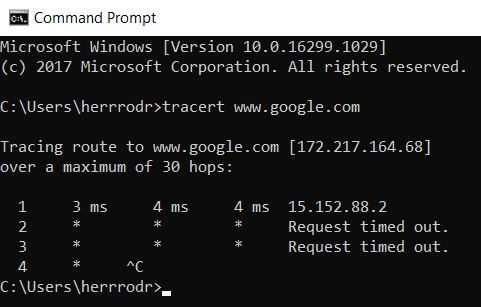 Command Prompt
Microsoft Windows [Version 10.0.16299.1029]
(c) 2017 Microsoft Corporation. All rights reserved.
C:\Users\herrrodr>tracert www.google.com
Tracing route to www.google.com [172.217.164.68]
over a maximum of 30 hops:
1 3 ms 4 ms 4 ms 15.152.88.2
2 * * * Request timed out.
3 * * * Request timed out.
4 * ^C
C:\Users\herrrodr>